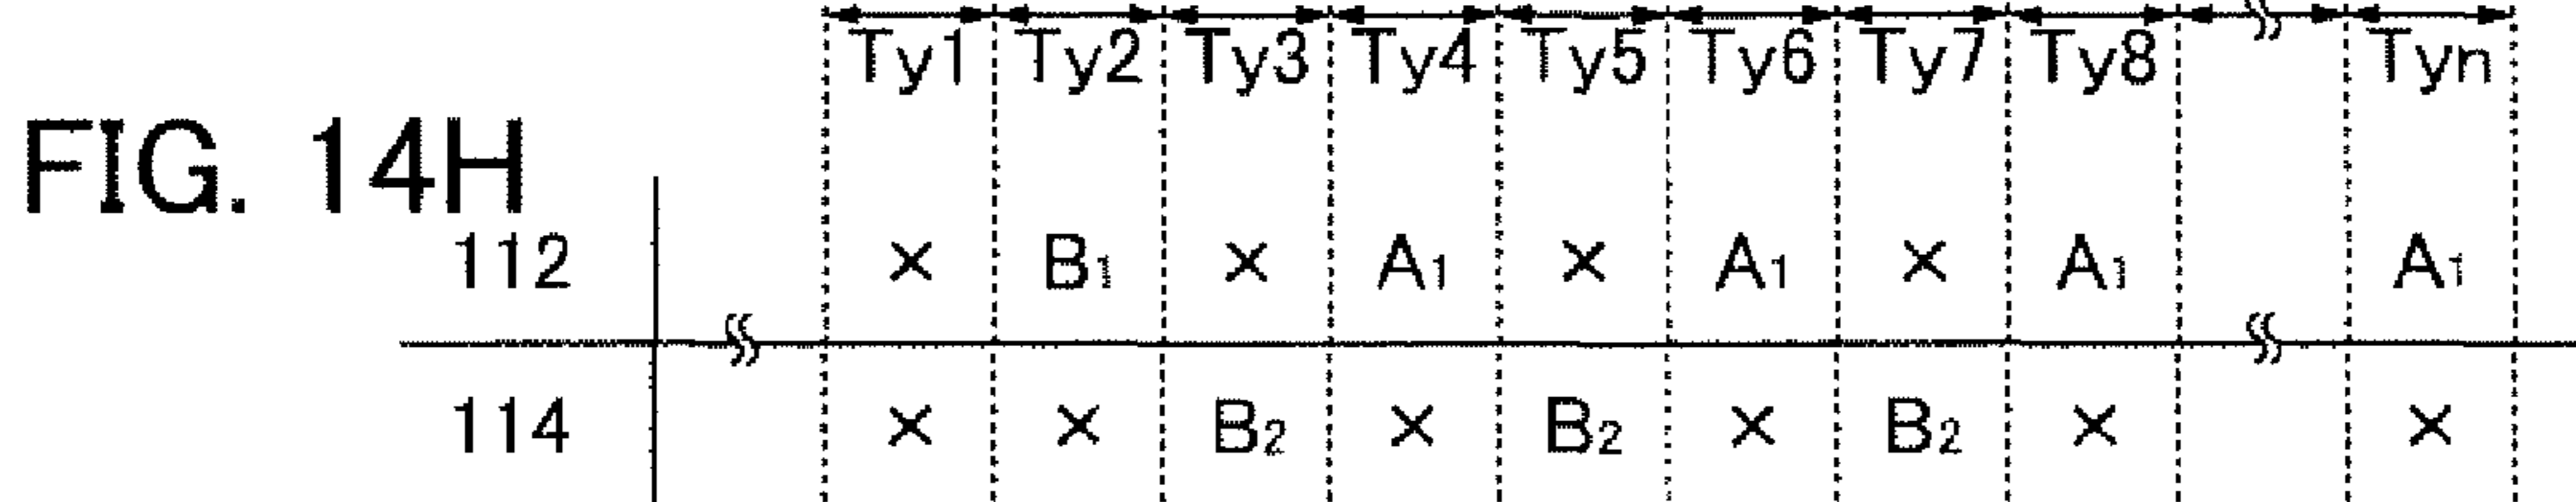 Ty1 Ty2 Ty3 Ty4 Ty5 Ty6 Ty7 Ty8 Tyn
FIG. 14H
112 × B₁ × A₁ × A₁ × A₁ A₁
114 × × B₂ × B₂ × B₂ × ×